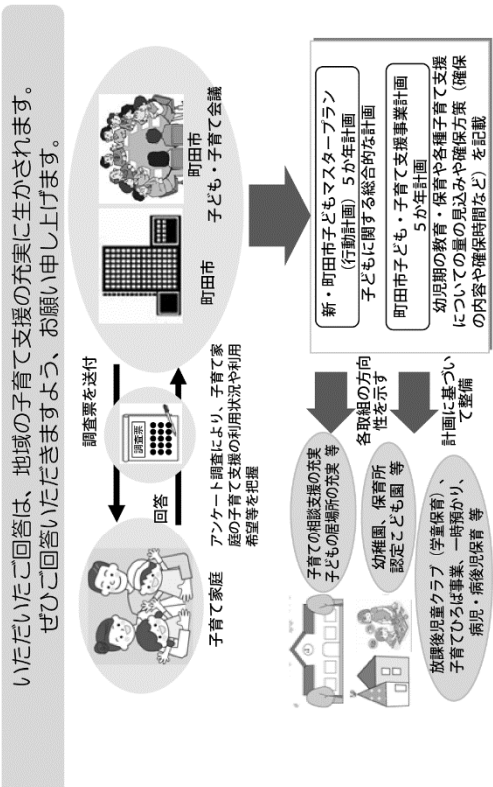 いただいたご回答は、地域の子育て支援の充実に生かされます。
ぜひご回答いただきますよう、お願い申し上げます。
子育て家庭
調査票を送付
調査票
回答
アンケート調査により、子育て家
庭の子育て支援の利用状況や利用
希望等を把握
町田市
町田市
子ども・子育て会議
新・町田市子どもマスタープラン
（行動計画）５か年計画
子どもに関する総合的な計画
町田市子ども・子育て支援事業計画
５か年計画
幼児期の教育・保育や各種子育て支援
についての量の見込みや確保方策（確保
の内容や確保時間など）を記載
各取組の方向
性を示す
計画に基づい
て整備
子育ての相談支援の充実
子どもの居場所の充実 等
幼稚園、保育所
認定こども園 等
放課後児童クラブ（学童保育）、
子育てひろば事業、一時預かり、
病児・病後児保育 等